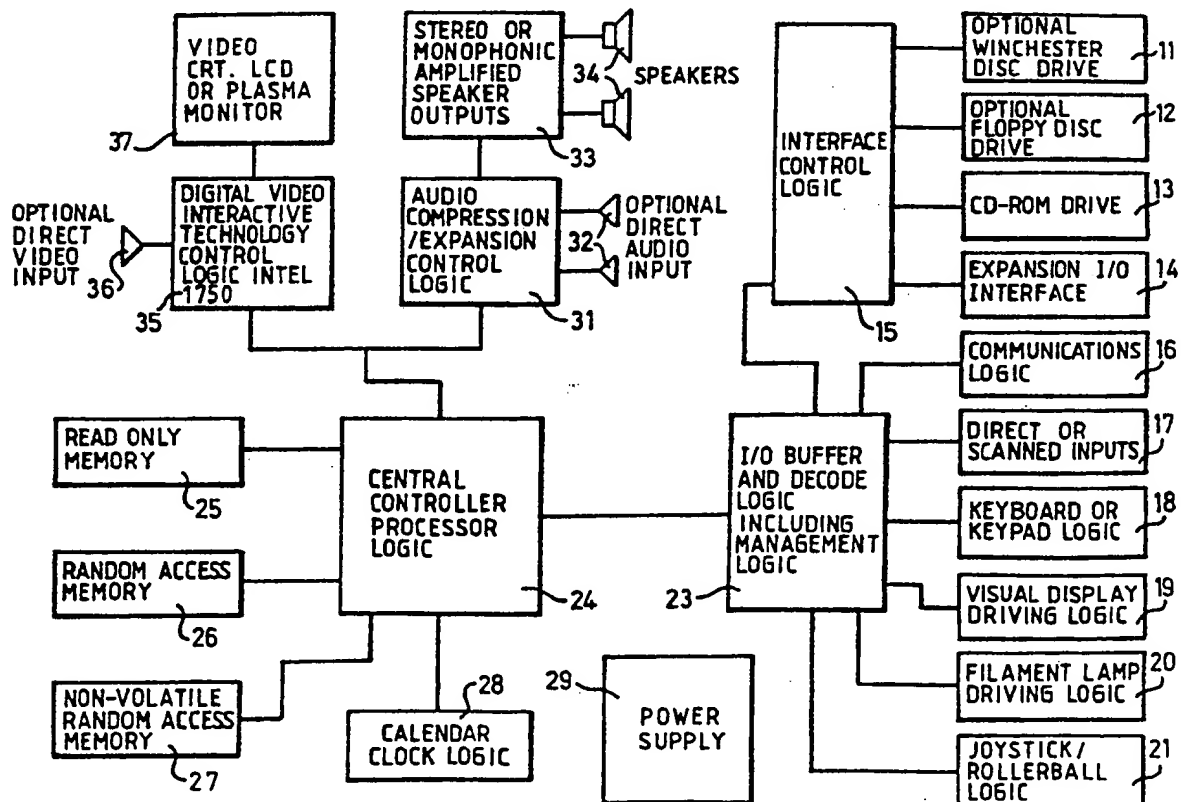 VIDEO
CRT. LCD
OR PLASMA
MONITOR
37
STEREO OR
MONOPHONIC
AMPLIFIED
SPEAKER
OUTPUTS
33
34
SPEAKERS
OPTIONAL
DIRECT
VIDEO
INPUT
36
DIGITAL VIDEO
INTERACTIVE
TECHNOLOGY
CONTROL
LOGIC INTEL
1750
35
AUDIO
COMPRESSION
/EXPANSION
CONTROL
LOGIC
31
32
OPTIONAL
DIRECT
AUDIO
INPUT
INTERFACE
CONTROL
LOGIC
15
OPTIONAL
WINCHESTER
DISC DRIVE
11
OPTIONAL
FLOPPY DISC
DRIVE
12
CD-ROM DRIVE
13
EXPANSION I/O
INTERFACE
14
COMMUNICATIONS
LOGIC
16
DIRECT OR
SCANNED INPUTS
17
KEYBOARD OR
KEYPAD LOGIC
18
VISUAL DISPLAY
DRIVING LOGIC
19
FILAMENT LAMP
DRIVING LOGIC
20
JOYSTICK/
ROLLERBALL
LOGIC
21
READ ONLY
MEMORY
25
RANDOM ACCESS
MEMORY
26
NON-VOLATILE
RANDOM ACCESS
MEMORY
27
CENTRAL
CONTROLLER
PROCESSOR
LOGIC
24
28
CALENDAR
CLOCK LOGIC
I/O BUFFER
AND DECODE
LOGIC
INCLUDING
MANAGEMENT
LOGIC
23
29
POWER
SUPPLY